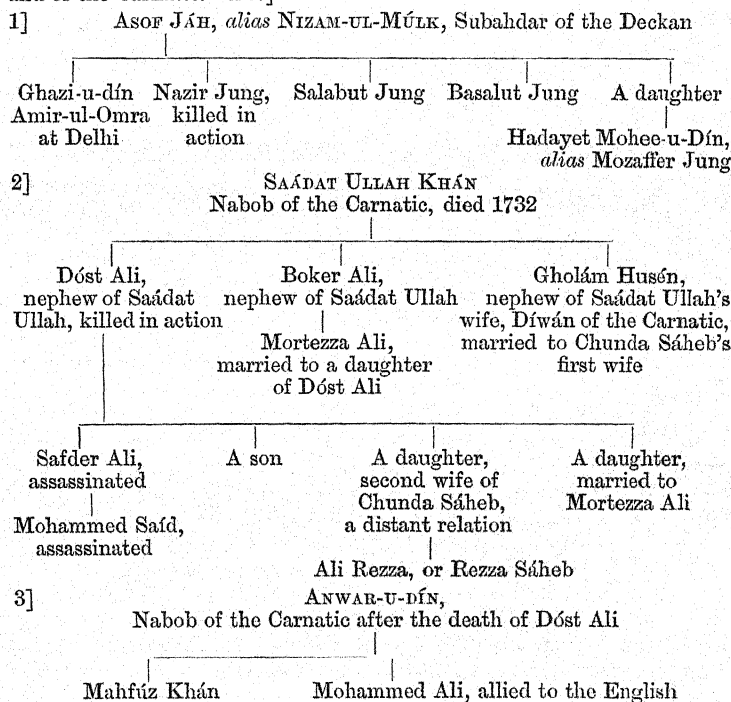 1] Asof Jáh, alias Nizam-ul-Múlk, Subahdar of the Deckan
Ghazi-u-dín Nazir Jung, Salabut Jung Basalut Jung A daughter
Amir-ul-Omra killed in
at Delhi action Hadayet Mohee-u-Dín,
alias Mozaffer Jung
2] Saádat Ullah Khán
Nabob of the Carnatic, died 1732
Dóst Ali, Boker Ali, Gholám Husén,
nephew of Saádat nephew of Saádat Ullah nephew of Saádat Ullah's
Ullah, killed in action wife, Díwán of the Carnatic,
Mortezza Ali, married to Chunda Sáheb's
married to a daughter first wife
of Dóst Ali
Safder Ali, A son A daughter, A daughter,
assassinated second wife of married to
Chunda Sáheb, Mortezza Ali
Mohammed Saíd, a distant relation
assassinated
Ali Rezza, or Rezza Sáheb
3] Anwar-u-dín,
Nabob of the Carnatic after the death of Dóst Ali
Mahfúz Khán Mohammed Ali, allied to the English